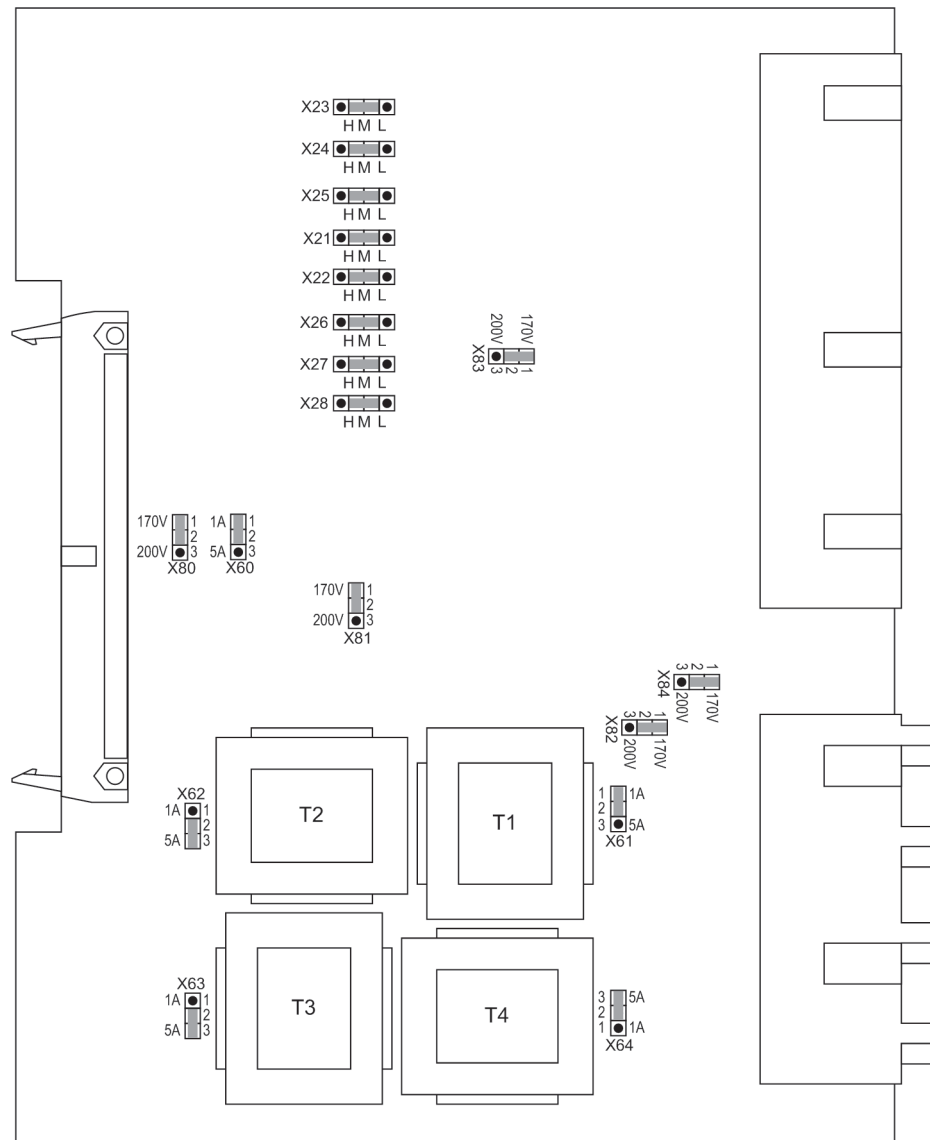 X23
H M L
X24
H M L
X25
H M L
X21
H M L
X22
H M L
X26
H M L
X27
H M L
X28
H M L
200V 170V
X83
3 2 1
170V 1
2
200V 3
X80
1A 1
2
5A 3
X60
170V 1
2
200V 3
X81
3 2 1
X84
200V 170V
3 2 1
X82
200V 170V
X62
1A 1
2
5A 3
T2
T1
1 1A
2
3 5A
X61
X63
1A 1
2
5A 3
T3
T4
3 5A
2
1 1A
X64